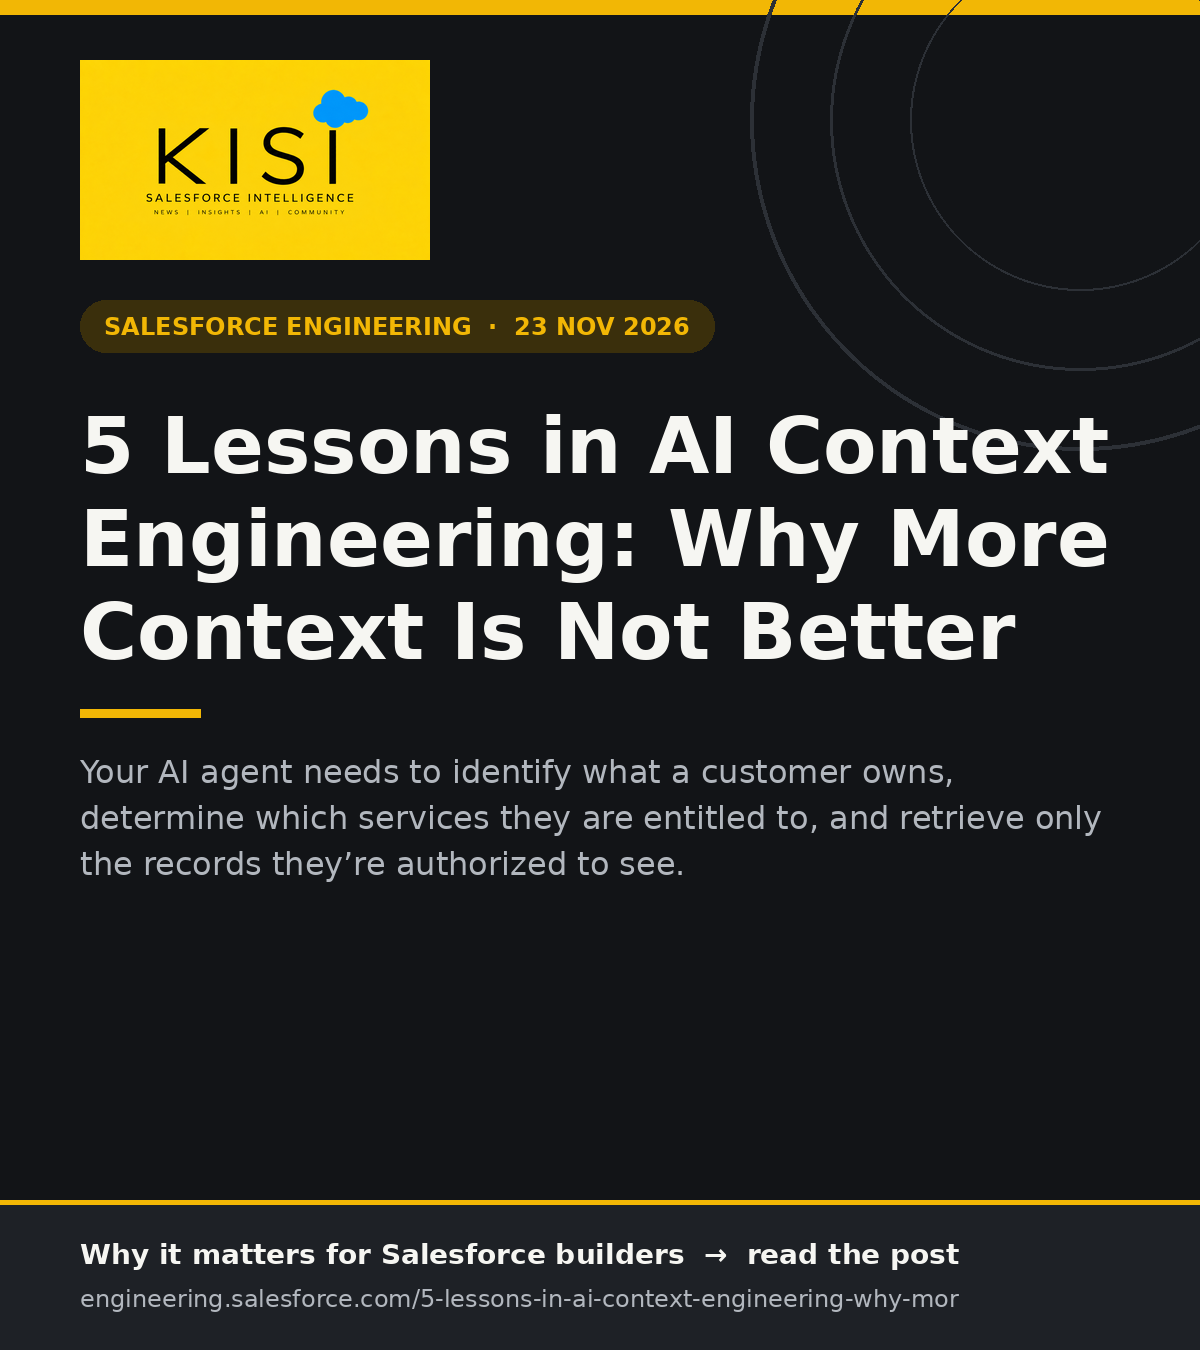 KISI
SALESFORCE INTELLIGENCE
NEWS | INSIGHTS | AI | COMMUNITY
SALESFORCE ENGINEERING · 23 NOV 2026
5 Lessons in AI Context
Engineering: Why More
Context Is Not Better
Your AI agent needs to identify what a customer owns,
determine which services they are entitled to, and retrieve only
the records they’re authorized to see.
Why it matters for Salesforce builders → read the post
engineering.salesforce.com/5-lessons-in-ai-context-engineering-why-mor